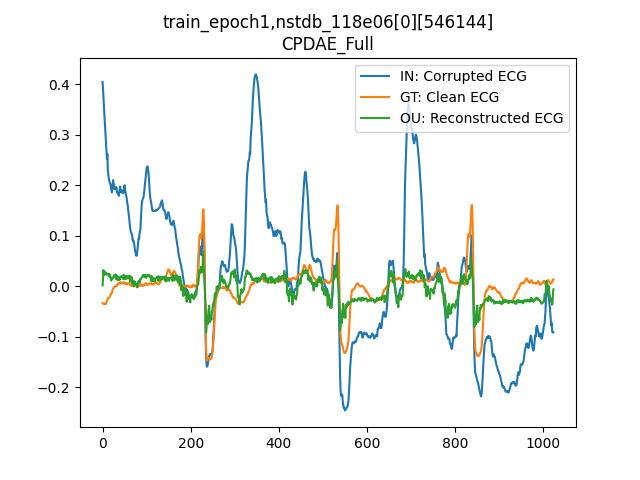 train_epoch1,nstdb_118e06[0][546144]
CPDAE_Full
IN: Corrupted ECG
GT: Clean ECG
OU: Reconstructed ECG
0.4
0.3
0.2
0.1
0.0
−0.1
−0.2
0 200 400 600 800 1000